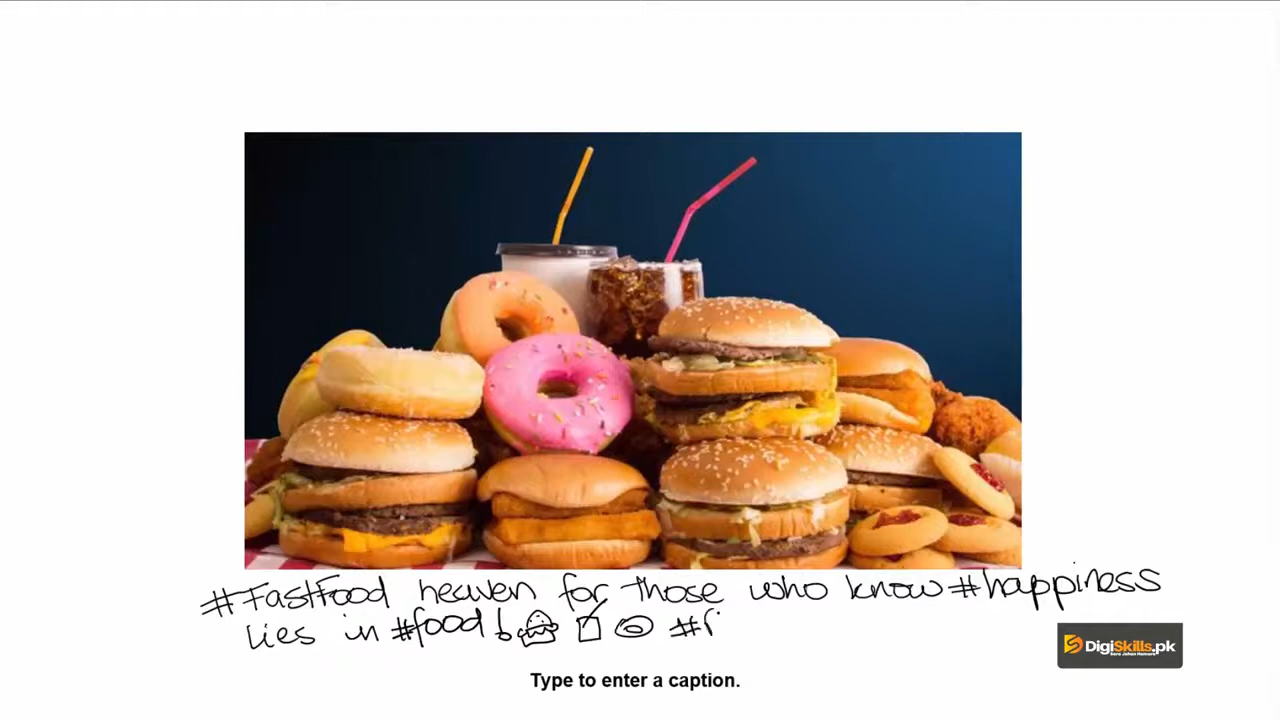 #FastFood heaven for those who know #happiness
lies in #food! #
Type to enter a caption.
DigiSkills.pk